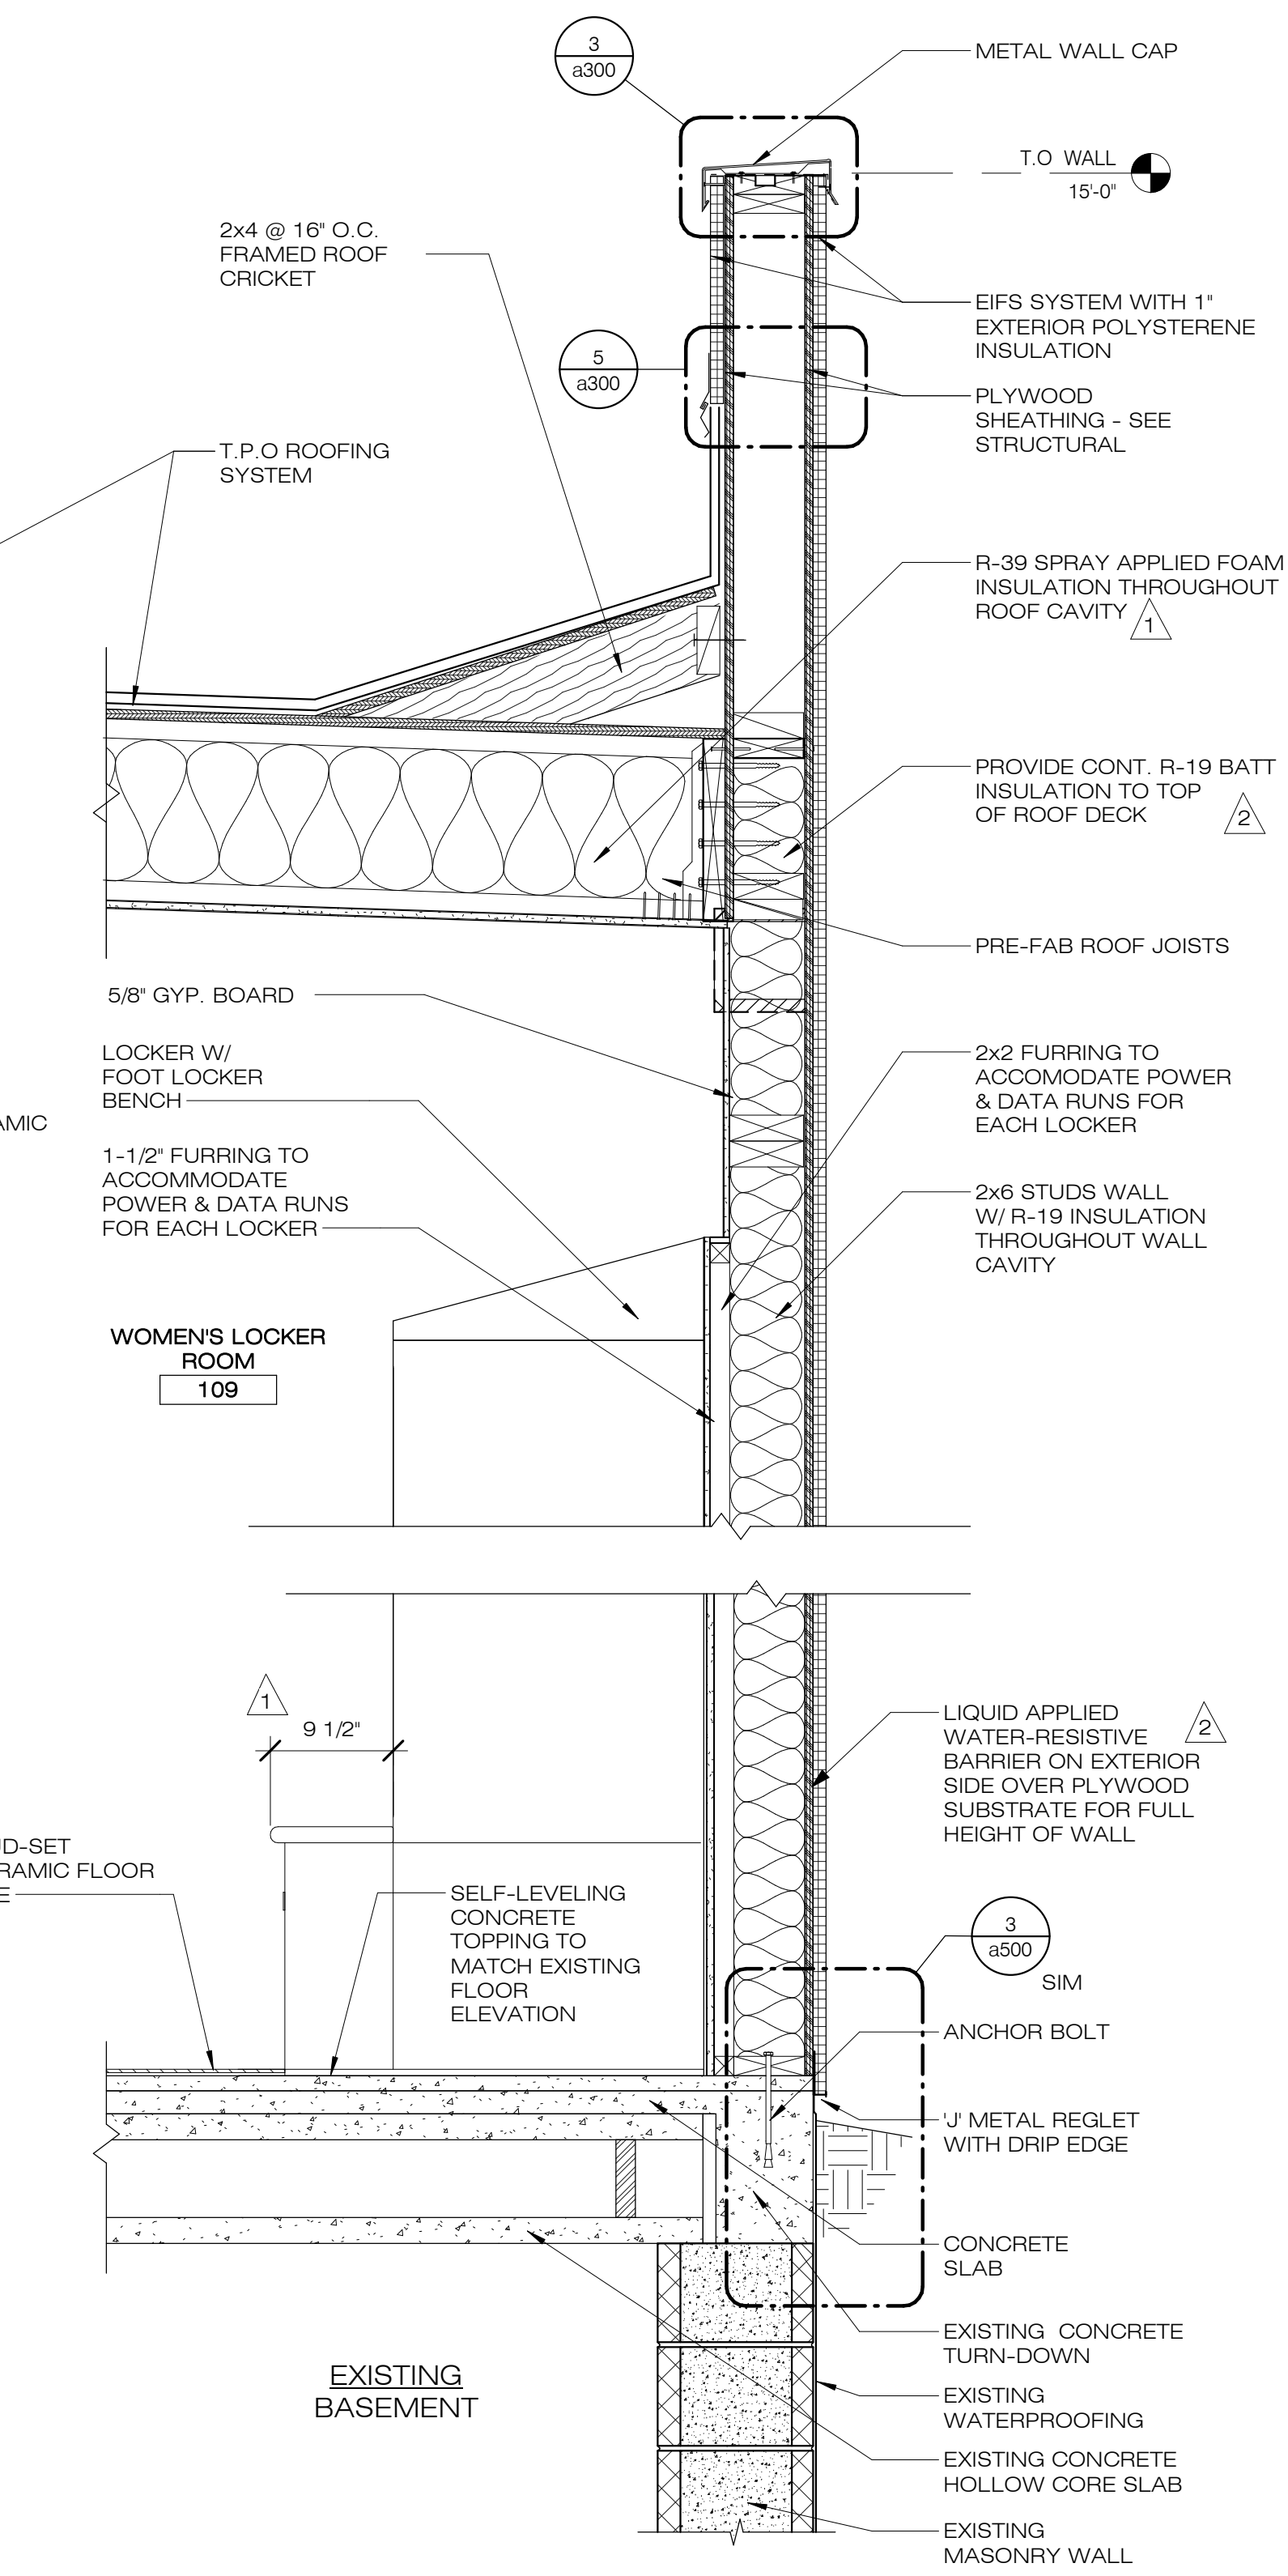 3
a300
METAL WALL CAP
T.O WALL
15'-0"
2x4 @ 16" O.C.
FRAMED ROOF
CRICKET
EIFS SYSTEM WITH 1"
EXTERIOR POLYSTERENE
INSULATION
5
a300
PLYWOOD
SHEATHING - SEE
STRUCTURAL
T.P.O ROOFING
SYSTEM
R-39 SPRAY APPLIED FOAM
INSULATION THROUGHOUT
ROOF CAVITY
1
PROVIDE CONT. R-19 BATT
INSULATION TO TOP
OF ROOF DECK
2
PRE-FAB ROOF JOISTS
5/8" GYP. BOARD
LOCKER W/
FOOT LOCKER
BENCH
2x2 FURRING TO
ACCOMODATE POWER
& DATA RUNS FOR
EACH LOCKER
AMIC
1-1/2" FURRING TO
ACCOMMODATE
POWER & DATA RUNS
FOR EACH LOCKER
2x6 STUDS WALL
W/ R-19 INSULATION
THROUGHOUT WALL
CAVITY
WOMEN'S LOCKER
ROOM
109
1
9 1/2"
LIQUID APPLIED
WATER-RESISTIVE
BARRIER ON EXTERIOR
SIDE OVER PLYWOOD
SUBSTRATE FOR FULL
HEIGHT OF WALL
2
UD-SET
RAMIC FLOOR
E
SELF-LEVELING
CONCRETE
TOPPING TO
MATCH EXISTING
FLOOR
ELEVATION
3
a500
SIM
ANCHOR BOLT
'J' METAL REGLET
WITH DRIP EDGE
CONCRETE
SLAB
EXISTING CONCRETE
TURN-DOWN
EXISTING
BASEMENT
EXISTING
WATERPROOFING
EXISTING CONCRETE
HOLLOW CORE SLAB
EXISTING
MASONRY WALL